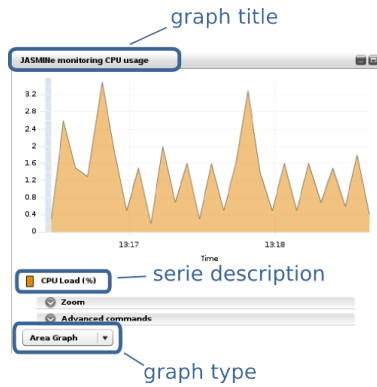 graph title
JASMINe monitoring CPU usage
3.2
2.8
2.4
2
1.6
1.2
0.8
0.4
0
13:17
13:18
Time
CPU Load (%)
serie description
Zoom
Advanced commands
Area Graph
graph type